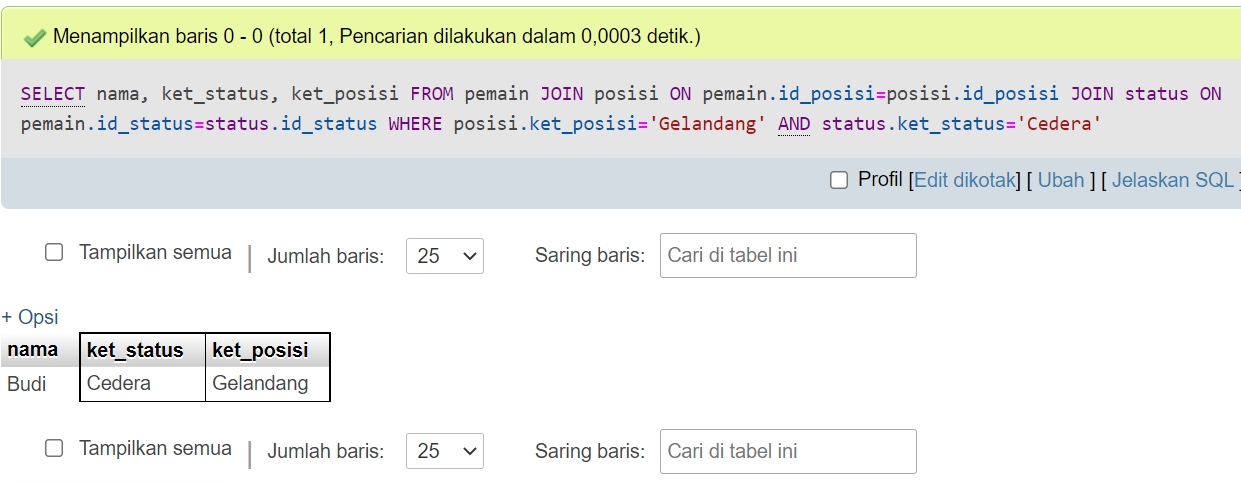 Menampilkan baris 0 - 0 (total 1, Pencarian dilakukan dalam 0,0003 detik.)
SELECT nama, ket_status, ket_posisi FROM pemain JOIN posisi ON pemain.id_posisi=posisi.id_posisi JOIN status ON
pemain.id_status=status.id_status WHERE posisi.ket_posisi='Gelandang' AND status.ket_status='Cedera'
Profil [Edit dikotak] [ Ubah ] [ Jelaskan SQL ]
Tampilkan semua | Jumlah baris: 25 Saring baris: Cari di tabel ini
+ Opsi
nama ket_status ket_posisi
Budi Cedera Gelandang
Tampilkan semua | Jumlah baris: 25 Saring baris: Cari di tabel ini